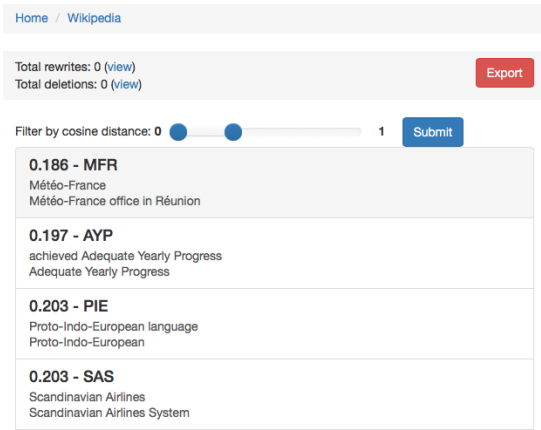 Home / Wikipedia
Total rewrites: 0 (view)
Total deletions: 0 (view)
Export
Filter by cosine distance: 0 1 Submit
0.186 - MFR
Météo-France
Météo-France office in Réunion
0.197 - AYP
achieved Adequate Yearly Progress
Adequate Yearly Progress
0.203 - PIE
Proto-Indo-European language
Proto-Indo-European
0.203 - SAS
Scandinavian Airlines
Scandinavian Airlines System